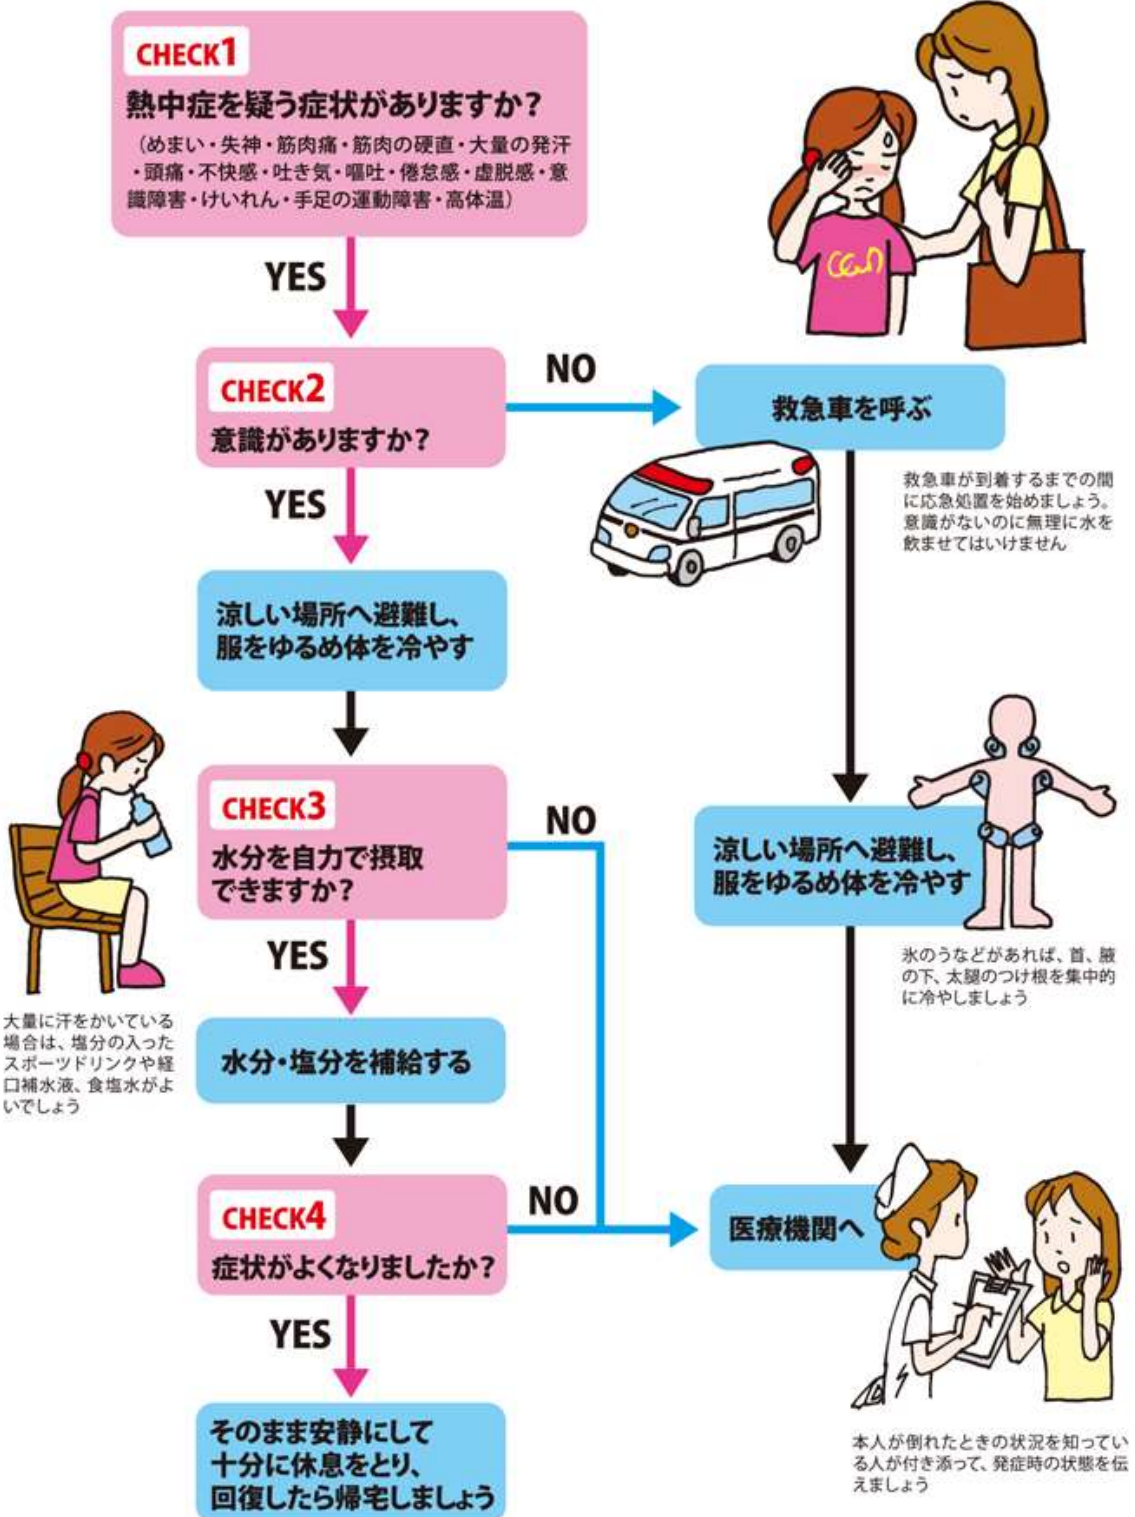 CHECK1
熱中症を疑う症状がありますか?
(めまい・失神・筋肉痛・筋肉の硬直・大量の発汗
・頭痛・不快感・吐き気・嘔吐・倦怠感・虚脱感・意
識障害・けいれん・手足の運動障害・高体温)
YES
CHECK2
意識がありますか?
NO
救急車を呼ぶ
救急車が到着するまでの間
に応急処置を始めましょう。
意識がないのに無理に水を
飲ませてはいけません
YES
涼しい場所へ避難し、
服をゆるめ体を冷やす
CHECK3
水分を自力で摂取
できますか?
NO
涼しい場所へ避難し、
服をゆるめ体を冷やす
氷のうなどがあれば、首、腋
の下、太腿のつけ根を集中的
に冷やしましょう
YES
大量に汗をかいている
場合は、塩分の入った
スポーツドリンクや経
口補水液、食塩水がよ
いでしょう
水分・塩分を補給する
CHECK4
症状がよくなりましたか?
NO
医療機関へ
本人が倒れたときの状況を知ってい
る人が付き添って、発症時の状態を伝
えましょう
YES
そのまま安静にして
十分に休息をとり、
回復したら帰宅しましょう